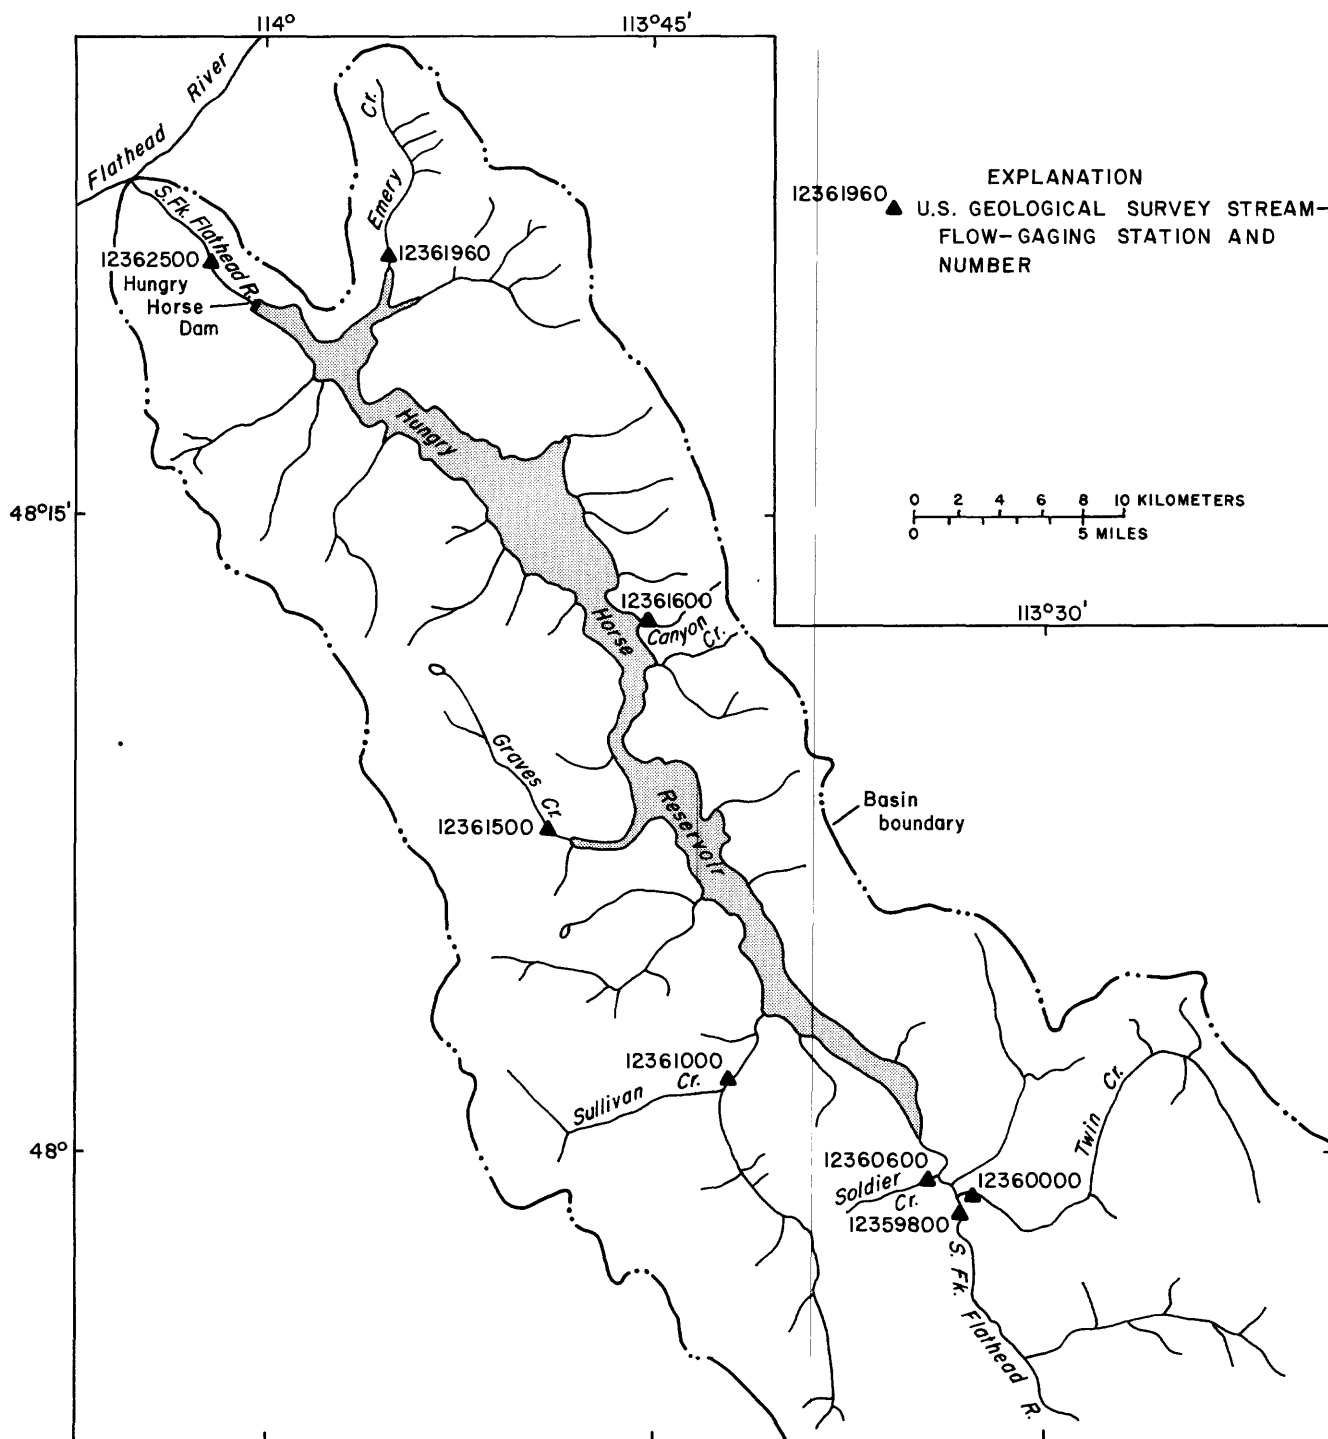 114°
113°45'
Flathead River
S. Fk. Flathead R.
Emery Cr.
12362500
12361960
Hungry
Horse
Dam
EXPLANATION
12361960
U.S. GEOLOGICAL SURVEY STREAM-
FLOW-GAGING STATION AND
NUMBER
0 2 4 6 8 10 KILOMETERS
0 5 MILES
48°15'
Hungry Horse Reservoir
12361600
Canyon
Cr.
113°30'
Graves Cr.
12361500
Basin
boundary
12361000
Sullivan Cr.
Twin Cr.
48°
12360600
Soldier
Cr.
12360000
12359800
S. Fk. Flathead R.